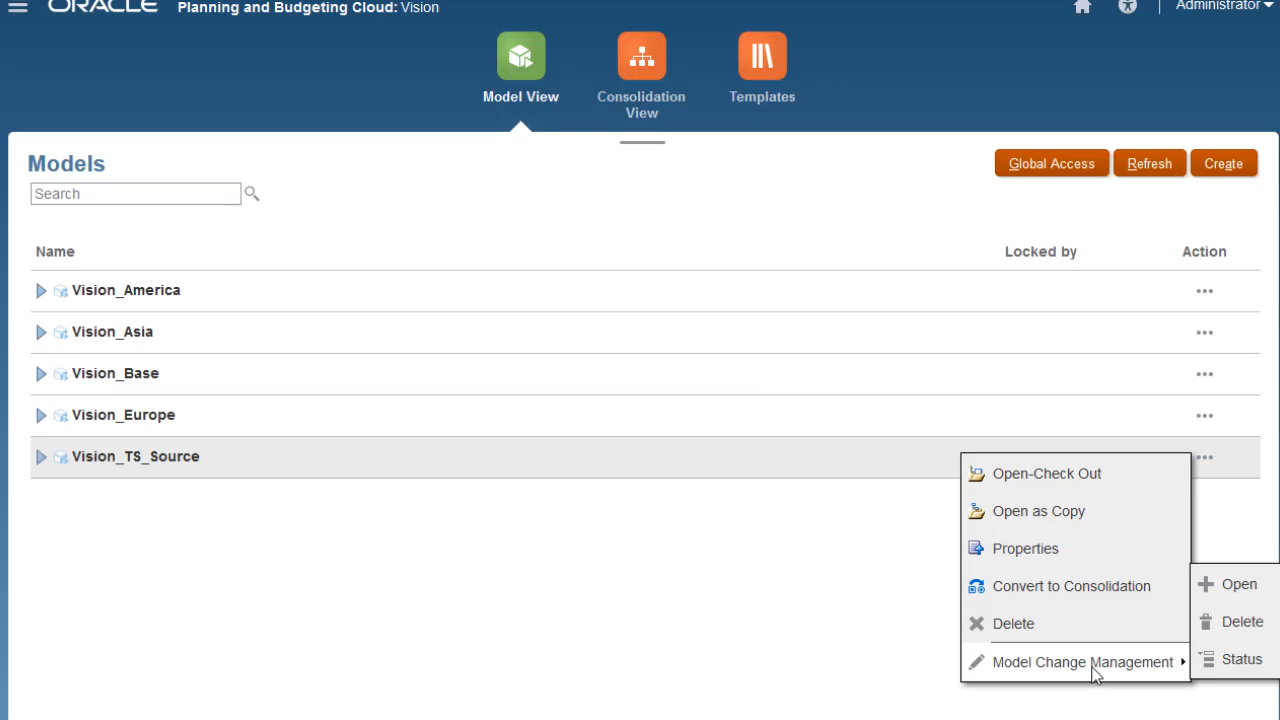 ORACLE Planning and Budgeting Cloud: Vision
Administrator
Model View
Consolidation
View
Templates
Models
Global Access
Refresh
Create
Search
Name
Locked by
Action
Vision_America
Vision_Asia
Vision_Base
Vision_Europe
Vision_TS_Source
Open-Check Out
Open as Copy
Properties
Convert to Consolidation
Delete
Model Change Management
Open
Delete
Status